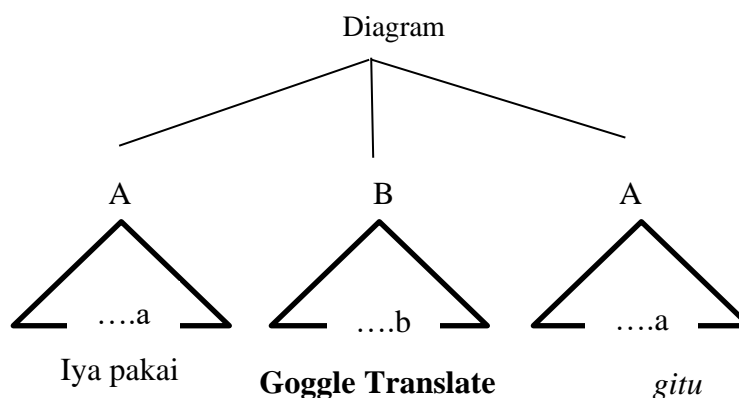 Diagram
A B A
….a ….b ….a
Iya pakai Goggle Translate gitu